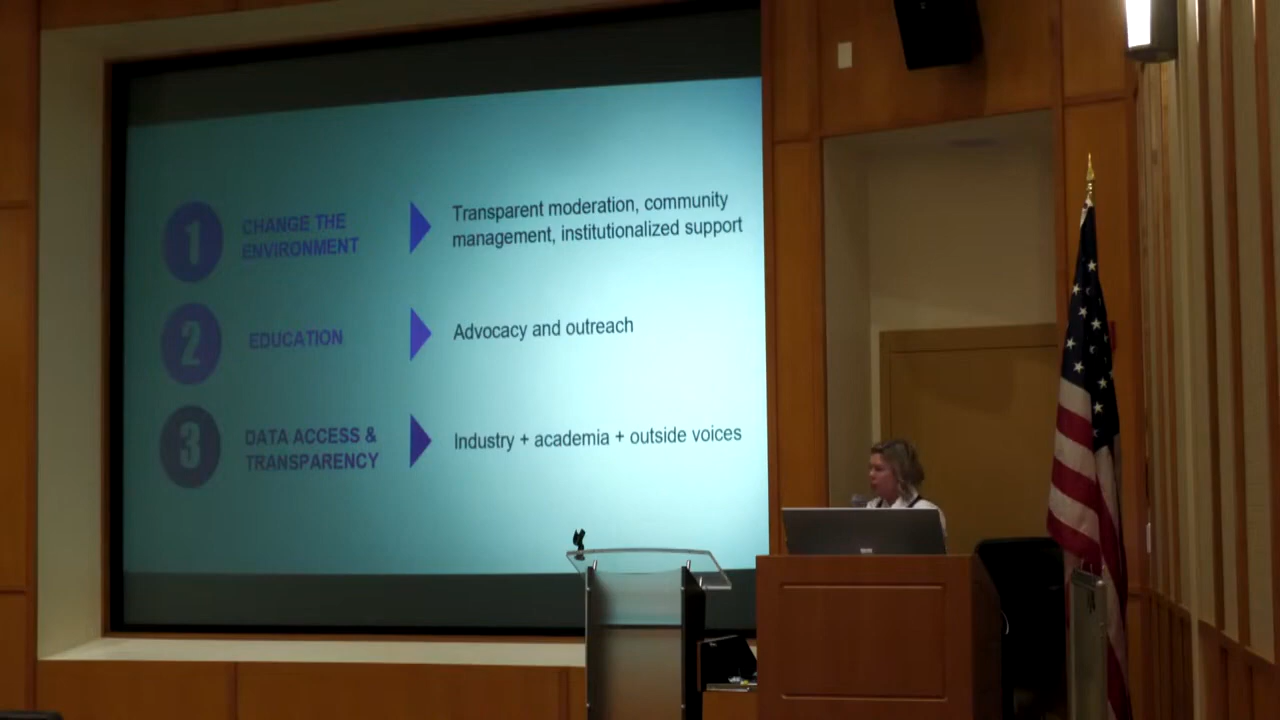 1
CHANGE THE
ENVIRONMENT
Transparent moderation, community
management, institutionalized support
2
EDUCATION
Advocacy and outreach
3
DATA ACCESS &
TRANSPARENCY
Industry + academia + outside voices